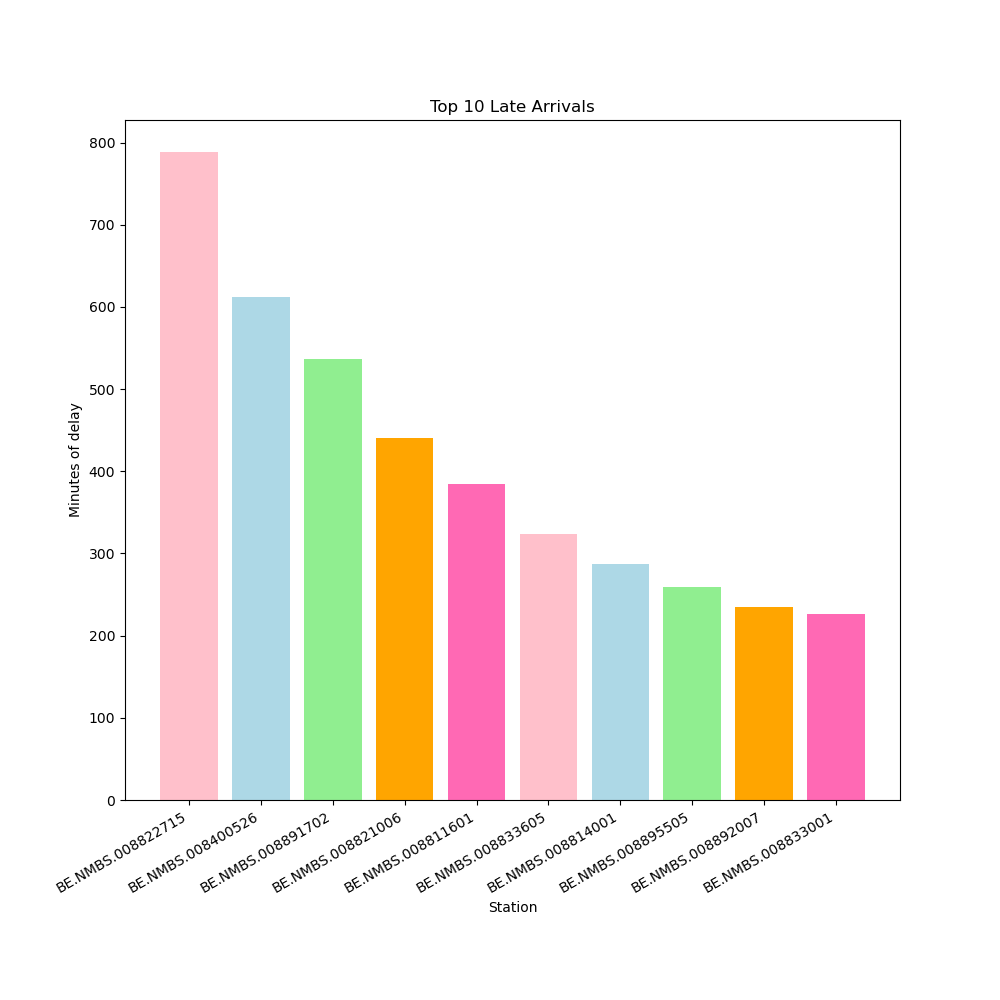 Top 10 Late Arrivals
Minutes of delay
800
700
600
500
400
300
200
100
0
BE.NMBS.008822715
BE.NMBS.008400526
BE.NMBS.008891702
BE.NMBS.008821006
BE.NMBS.008811601
BE.NMBS.008833605
BE.NMBS.008814001
BE.NMBS.008895505
BE.NMBS.008892007
BE.NMBS.008833001
Station